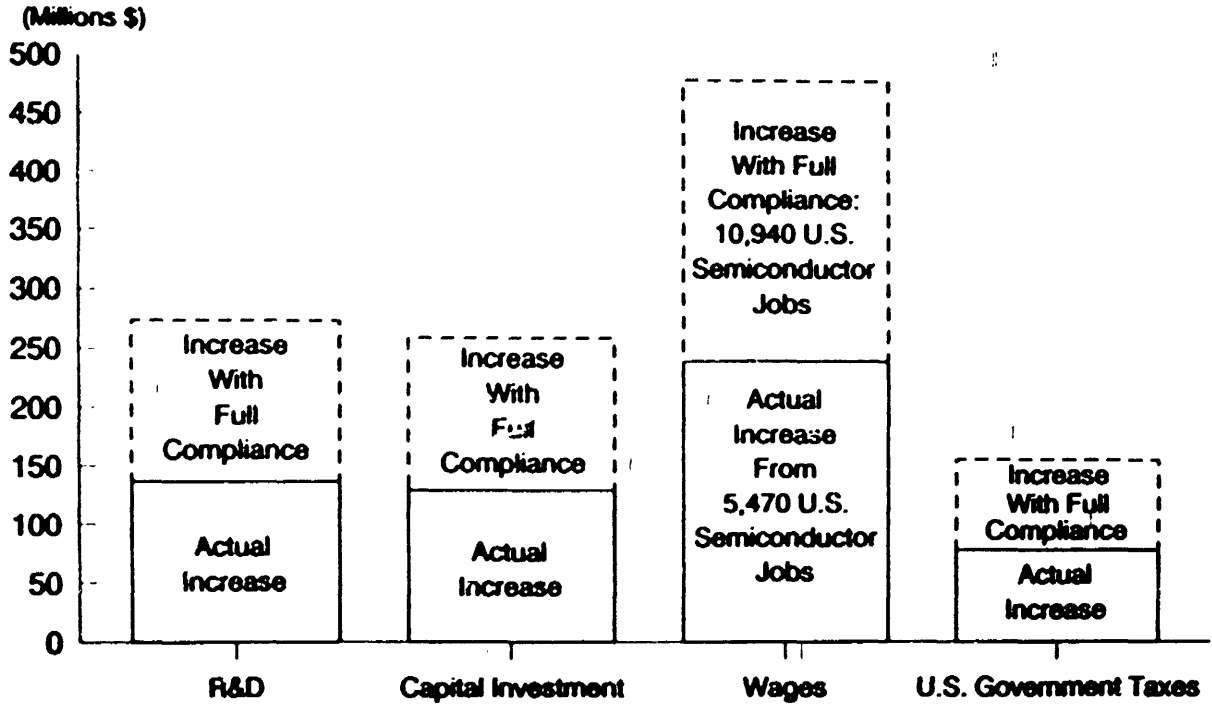 (Millions $)
500
450
400
350
300
250
200
150
100
50
0
Increase
With
Full
Compliance
Actual
Increase
Increase
With
Full
Compliance
Actual
Increase
Increase
With Full
Compliance:
10,940 U.S.
Semiconductor
Jobs
Actual
Increase
From
5,470 U.S.
Semiconductor
Jobs
Increase
With Full
Compliance
Actual
Increase
R&D
Capital Investment
Wages
U.S. Government Taxes